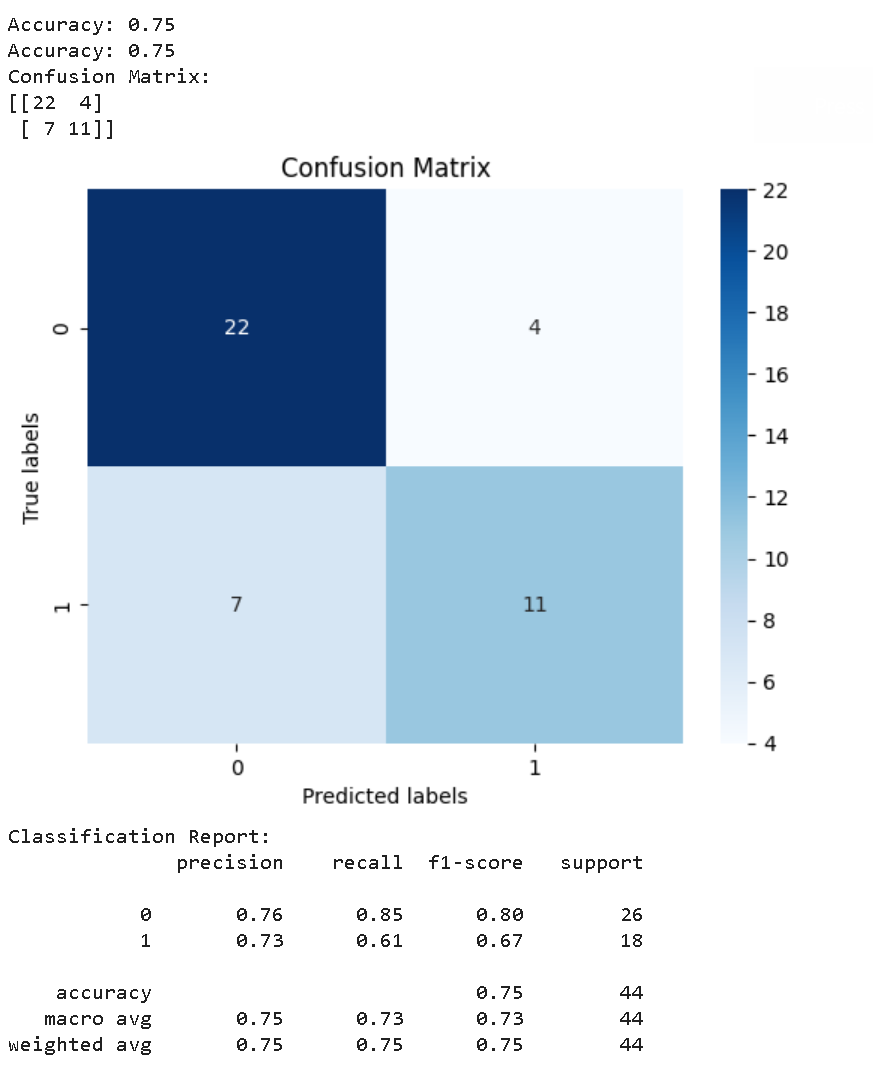 Accuracy: 0.75
Accuracy: 0.75
Confusion Matrix:
[[22  4]
 [ 7 11]]
Confusion Matrix
22
20
18
16
14
12
10
8
6
4
True labels
0
22
4
1
7
11
0
1
Predicted labels
Classification Report:
precision recall f1-score support
0 0.76 0.85 0.80 26
1 0.73 0.61 0.67 18
accuracy 0.75 44
macro avg 0.75 0.73 0.73 44
weighted avg 0.75 0.75 0.75 44